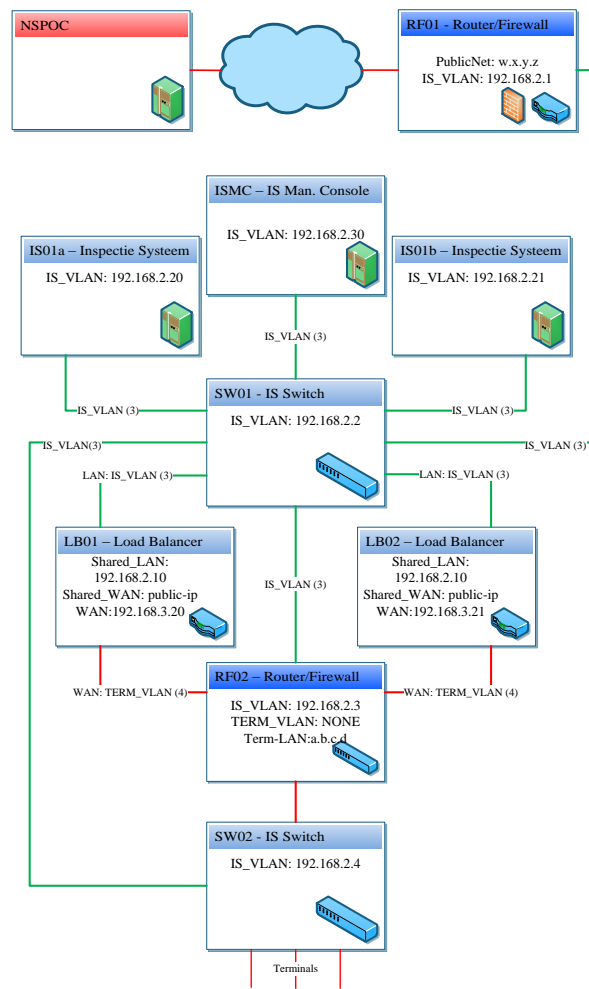 NSPOC
RF01 - Router/Firewall
PublicNet: w.x.y.z
IS_VLAN: 192.168.2.1
ISMC – IS Man. Console
IS_VLAN: 192.168.2.30
IS01a – Inspectie Systeem
IS_VLAN: 192.168.2.20
IS01b – Inspectie Systeem
IS_VLAN: 192.168.2.21
IS_VLAN (3)
SW01 - IS Switch
IS_VLAN: 192.168.2.2
IS_VLAN (3)
IS_VLAN (3)
IS_VLAN(3)
IS_VLAN (3)
LAN: IS_VLAN (3)
LAN: IS_VLAN (3)
LB01 – Load Balancer
Shared_LAN:
192.168.2.10
Shared_WAN: public-ip
WAN:192.168.3.20
IS_VLAN (3)
LB02 – Load Balancer
Shared_LAN:
192.168.2.10
Shared_WAN: public-ip
WAN:192.168.3.21
WAN: TERM_VLAN (4)
WAN: TERM_VLAN (4)
RF02 – Router/Firewall
IS_VLAN: 192.168.2.3
TERM_VLAN: NONE
Term-LAN:a.b.c.d
SW02 - IS Switch
IS_VLAN: 192.168.2.4
Terminals